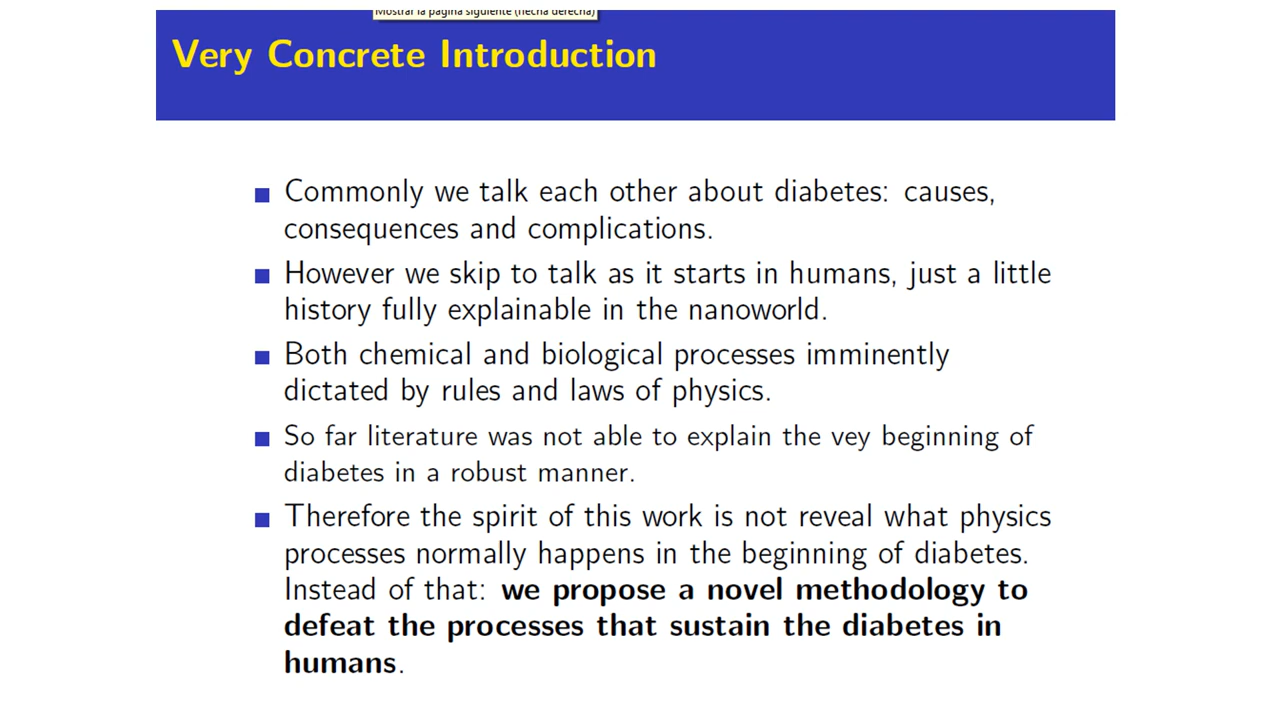 Mostrar la página siguiente (flecha derecha)
Very Concrete Introduction
Commonly we talk each other about diabetes: causes,
consequences and complications.
However we skip to talk as it starts in humans, just a little
history fully explainable in the nanoworld.
Both chemical and biological processes imminently
dictated by rules and laws of physics.
So far literature was not able to explain the vey beginning of
diabetes in a robust manner.
Therefore the spirit of this work is not reveal what physics
processes normally happens in the beginning of diabetes.
Instead of that: we propose a novel methodology to
defeat the processes that sustain the diabetes in
humans.